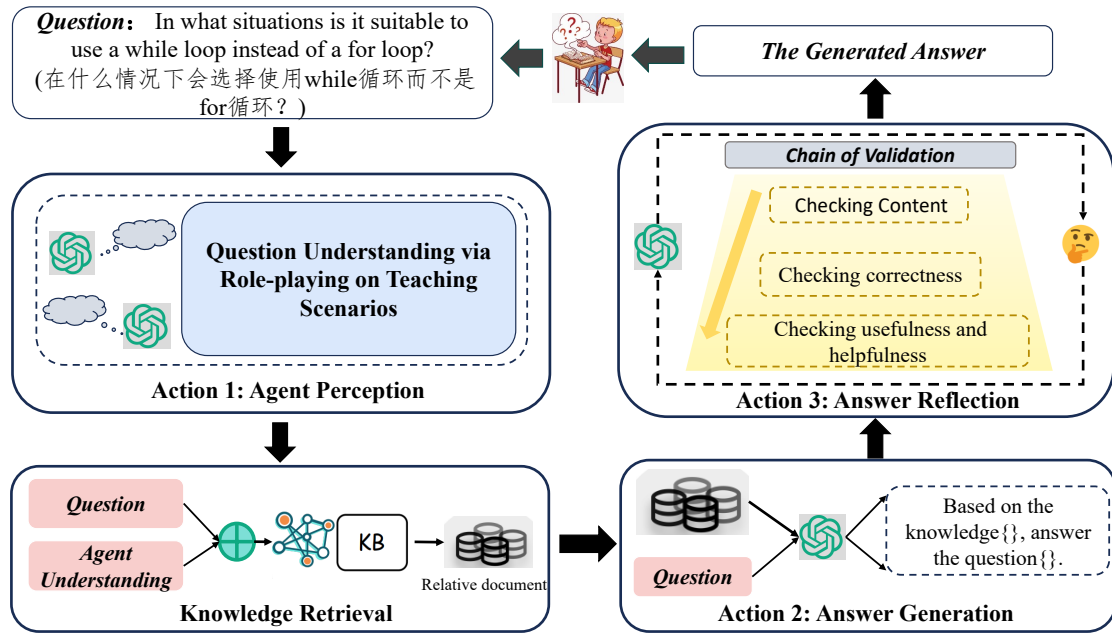 Question： In what situations is it suitable to
use a while loop instead of a for loop?
(在什么情况下会选择使用while循环而不是
for循环？)
The Generated Answer
Question Understanding via
Role-playing on Teaching
Scenarios
Action 1: Agent Perception
Chain of Validation
Checking Content
Checking correctness
Checking usefulness and
helpfulness
Action 3: Answer Reflection
Question
Agent
Understanding
KB
Relative document
Knowledge Retrieval
Question
Based on the
knowledge{}, answer
the question{}.
Action 2: Answer Generation